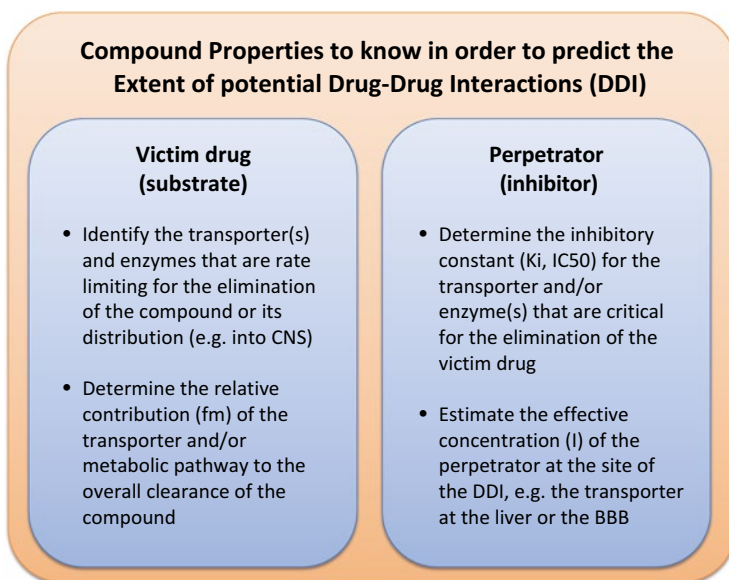 Compound Properties to know in order to predict the
Extent of potential Drug-Drug Interactions (DDI)
Victim drug
(substrate)
• Identify the transporter(s)
and enzymes that are rate
limiting for the elimination
of the compound or its
distribution (e.g. into CNS)
• Determine the relative
contribution (fm) of the
transporter and/or
metabolic pathway to the
overall clearance of the
compound
Perpetrator
(inhibitor)
• Determine the inhibitory
constant (Ki, IC50) for the
transporter and/or
enzyme(s) that are critical
for the elimination of the
victim drug
• Estimate the effective
concentration (I) of the
perpetrator at the site of
the DDI, e.g. the transporter
at the liver or the BBB